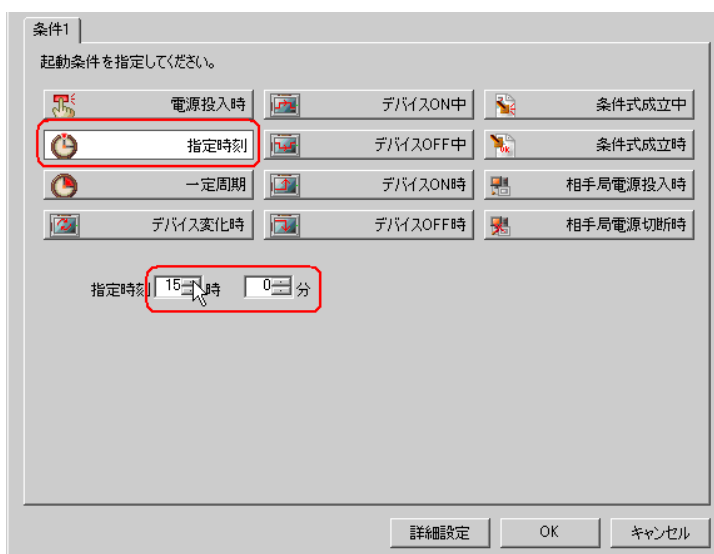 条件1
起動条件を指定してください。
電源投入時 デバイスON中 条件式成立中
指定時刻 デバイスOFF中 条件式成立時
一定周期 デバイスON時 相手局電源投入時
デバイス変化時 デバイスOFF時 相手局電源切断時
指定時刻 15 時 0 分
詳細設定 OK キャンセル